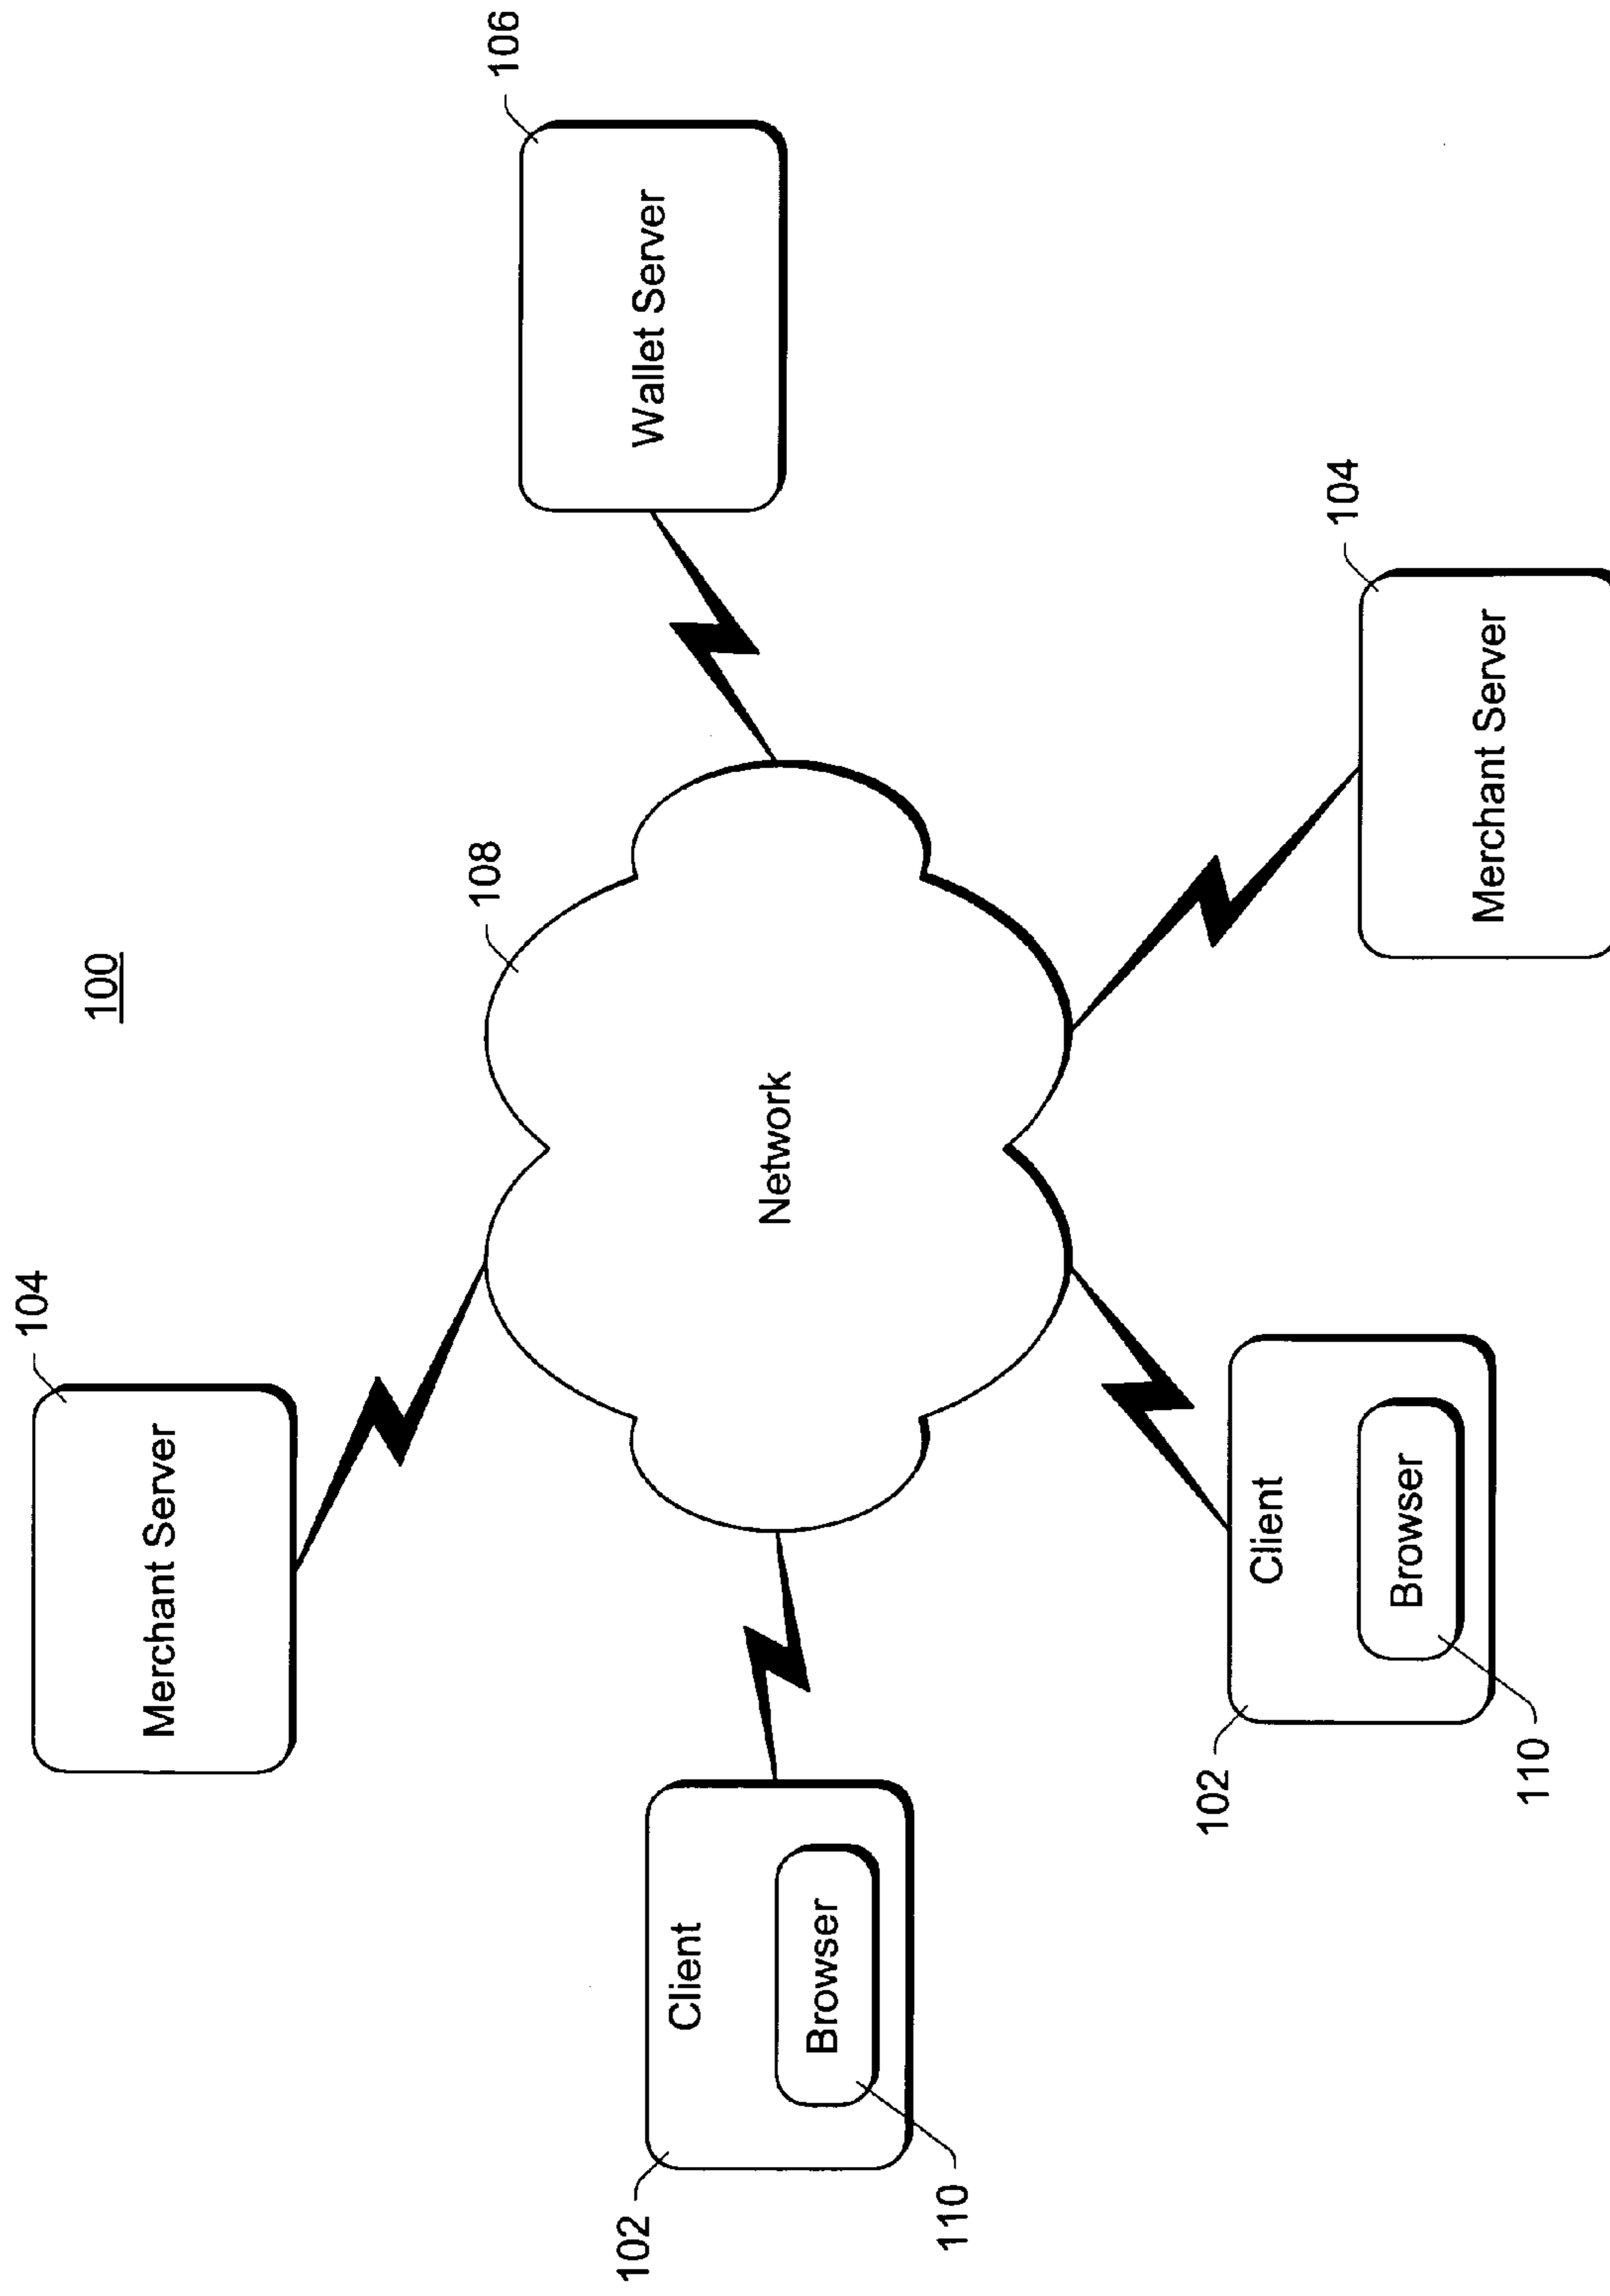 100
104
Merchant Server
106
Wallet Server
108
Network
102
Client
Browser
110
102
Client
Browser
110
104
Merchant Server